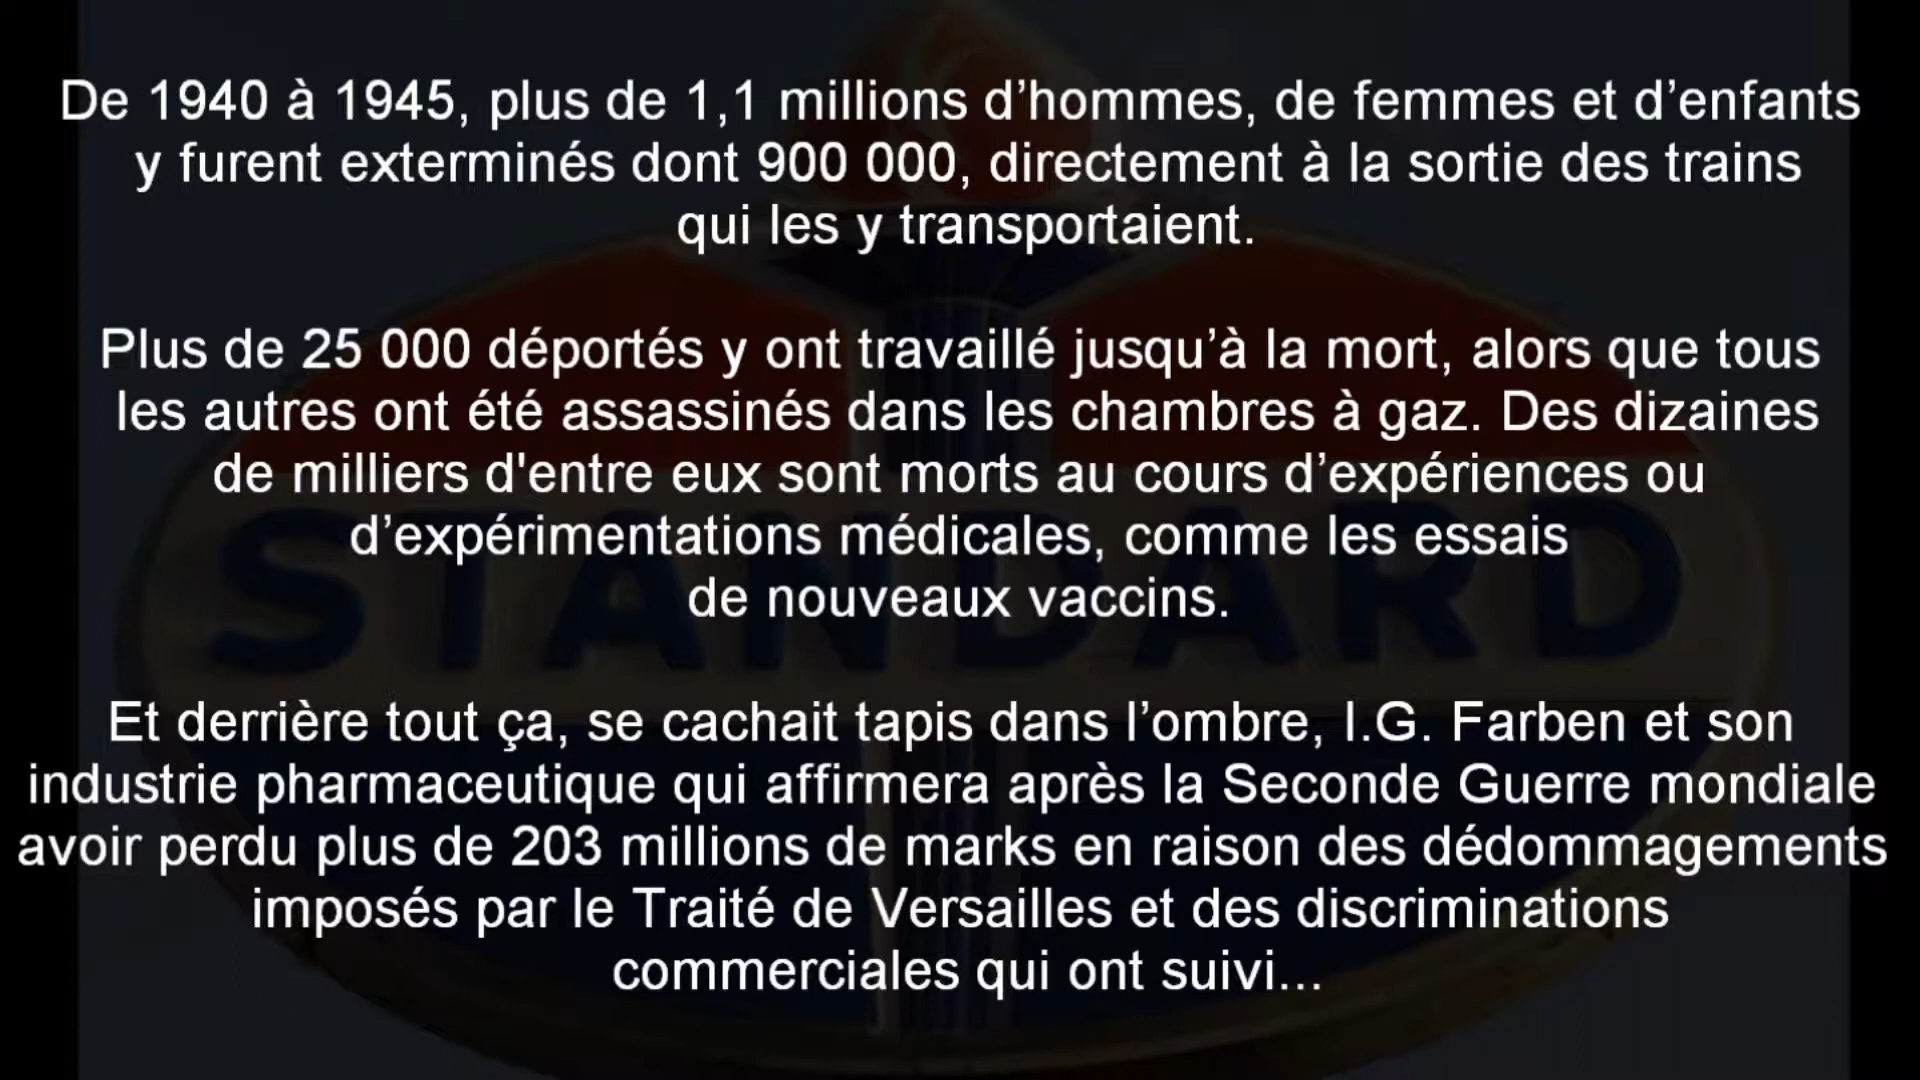 De 1940 à 1945, plus de 1,1 millions d’hommes, de femmes et d’enfants
y furent exterminés dont 900 000, directement à la sortie des trains
qui les y transportaient.
Plus de 25 000 déportés y ont travaillé jusqu’à la mort, alors que tous
les autres ont été assassinés dans les chambres à gaz. Des dizaines
de milliers d'entre eux sont morts au cours d’expériences ou
d’expérimentations médicales, comme les essais
de nouveaux vaccins.
STANDARD
Et derrière tout ça, se cachait tapis dans l’ombre, I.G. Farben et son
industrie pharmaceutique qui affirmera après la Seconde Guerre mondiale
avoir perdu plus de 203 millions de marks en raison des dédommagements
imposés par le Traité de Versailles et des discriminations
commerciales qui ont suivi...